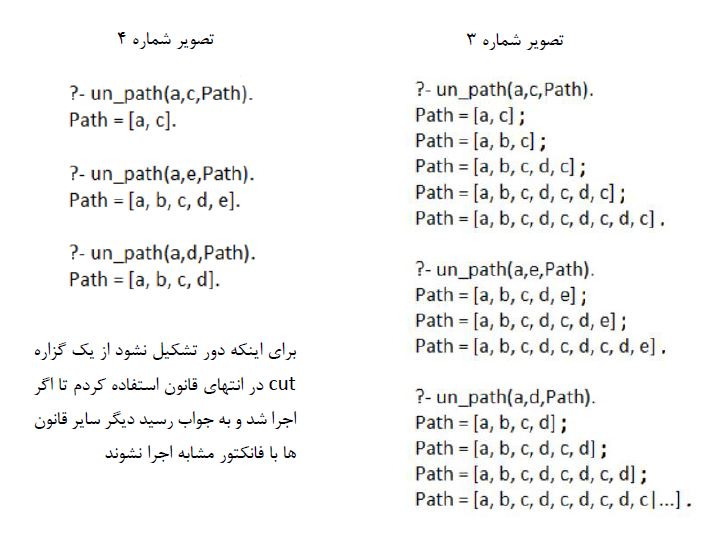 تصویر شماره ۳
?- un_path(a,c,Path).
Path = [a, c] ;
Path = [a, b, c] ;
Path = [a, b, c, d, c] ;
Path = [a, b, c, d, c, d, c] ;
Path = [a, b, c, d, c, d, c, d, c] .
?- un_path(a,e,Path).
Path = [a, b, c, d, e] ;
Path = [a, b, c, d, c, d, e] ;
Path = [a, b, c, d, c, d, c, d, e] .
?- un_path(a,d,Path).
Path = [a, b, c, d] ;
Path = [a, b, c, d, c, d] ;
Path = [a, b, c, d, c, d, c, d] ;
Path = [a, b, c, d, c, d, c, d, c|...] .
تصویر شماره ۴
?- un_path(a,c,Path).
Path = [a, c].
?- un_path(a,e,Path).
Path = [a, b, c, d, e].
?- un_path(a,d,Path).
Path = [a, b, c, d].
برای اینکه دور تشکیل نشود از یک گزاره
cut در انتهای قانون استفاده کردم تا اگر
اجرا شد و به جواب رسید دیگر سایر قانون
ها با فانکتور مشابه اجرا نشوند